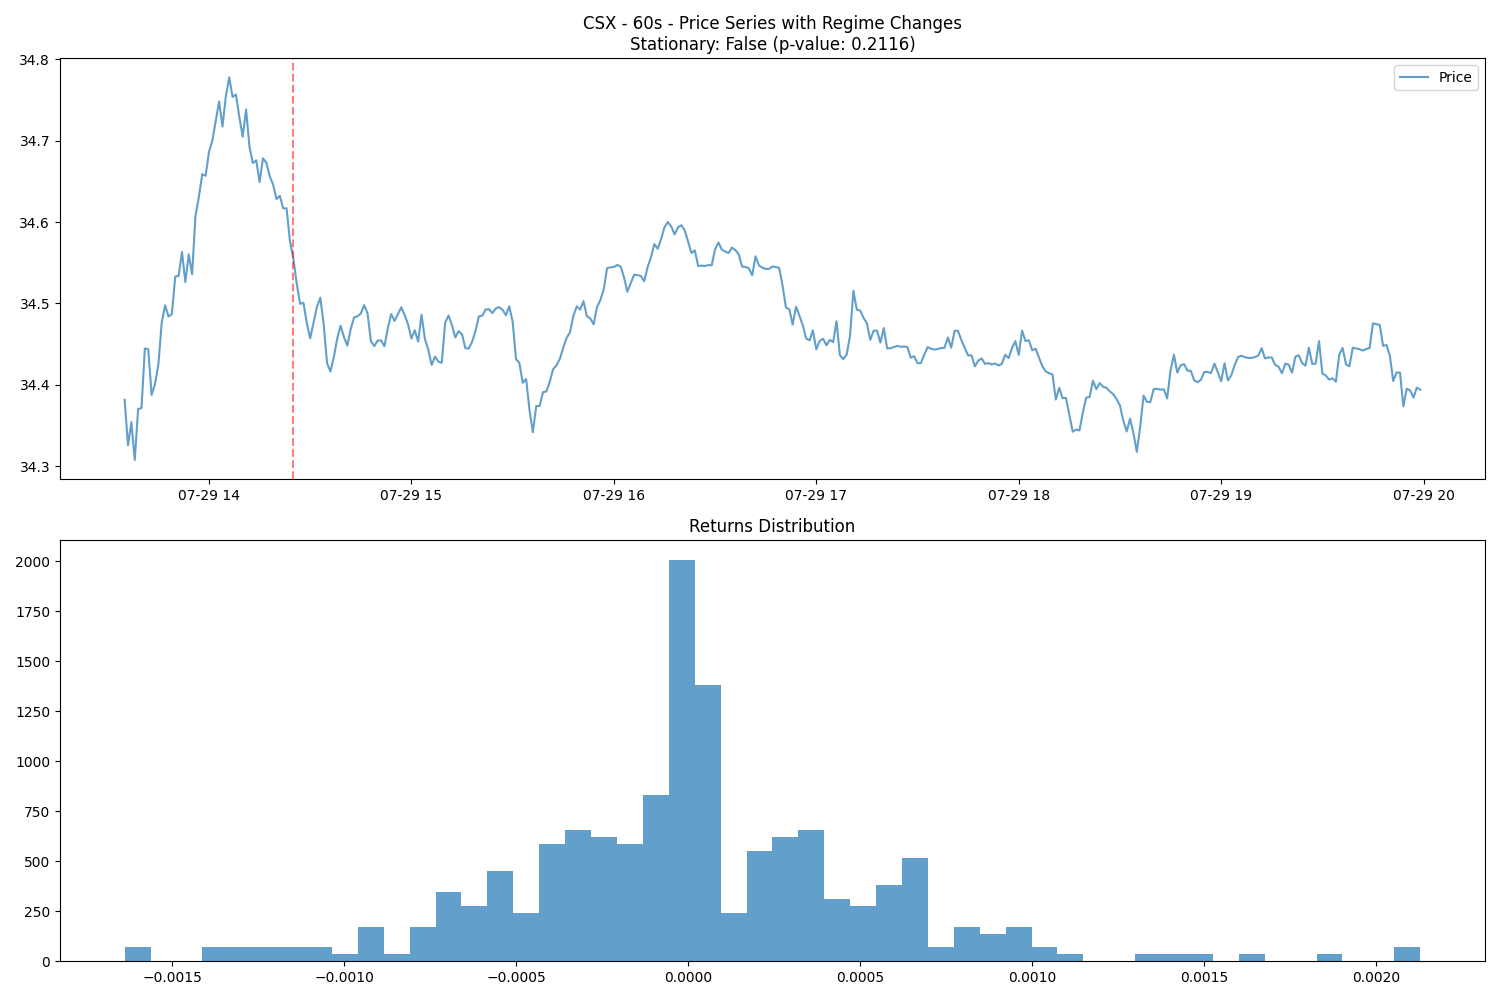 CSX - 60s - Price Series with Regime Changes
Stationary: False (p-value: 0.2116)
34.8
34.7
34.6
34.5
34.4
34.3
Price
07-29 14 07-29 15 07-29 16 07-29 17 07-29 18 07-29 19 07-29 20
Returns Distribution
2000
1750
1500
1250
1000
750
500
250
0
−0.0015 −0.0010 −0.0005 0.0000 0.0005 0.0010 0.0015 0.0020